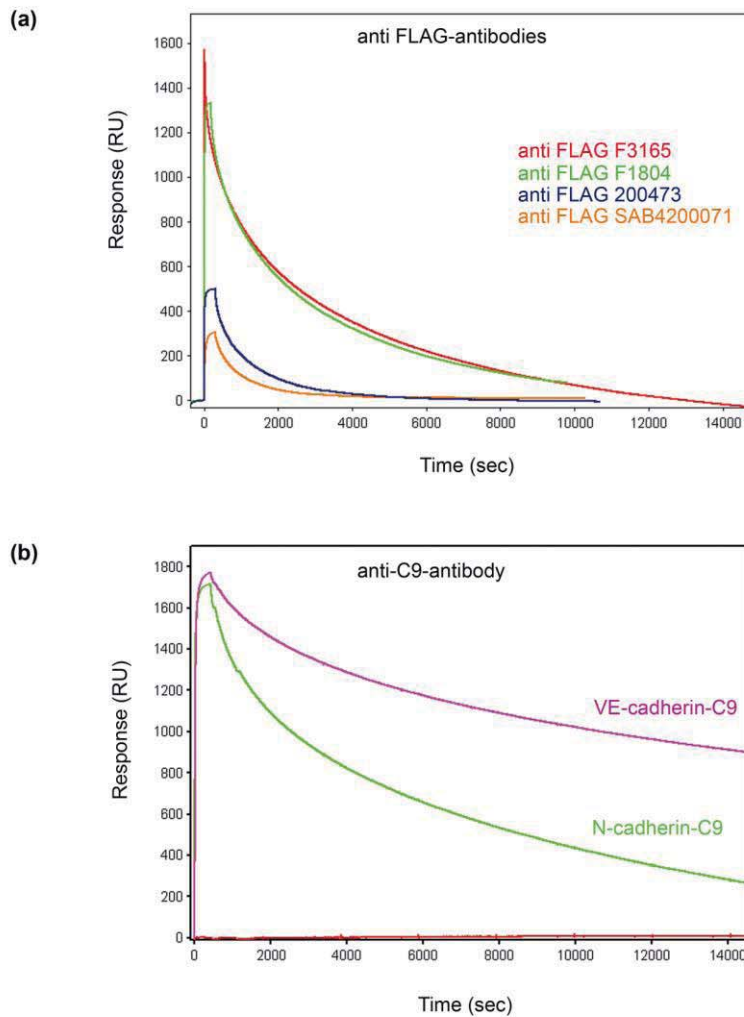 (a)
anti FLAG-antibodies
1600
1400
1200
1000
800
600
400
200
0
Response (RU)
anti FLAG F3165
anti FLAG F1804
anti FLAG 200473
anti FLAG SAB4200071
0 2000 4000 6000 8000 10000 12000 14000
Time (sec)
(b)
anti-C9-antibody
1800
1600
1400
1200
1000
800
600
400
200
0
Response (RU)
VE-cadherin-C9
N-cadherin-C9
0 2000 4000 6000 8000 10000 12000 14000
Time (sec)